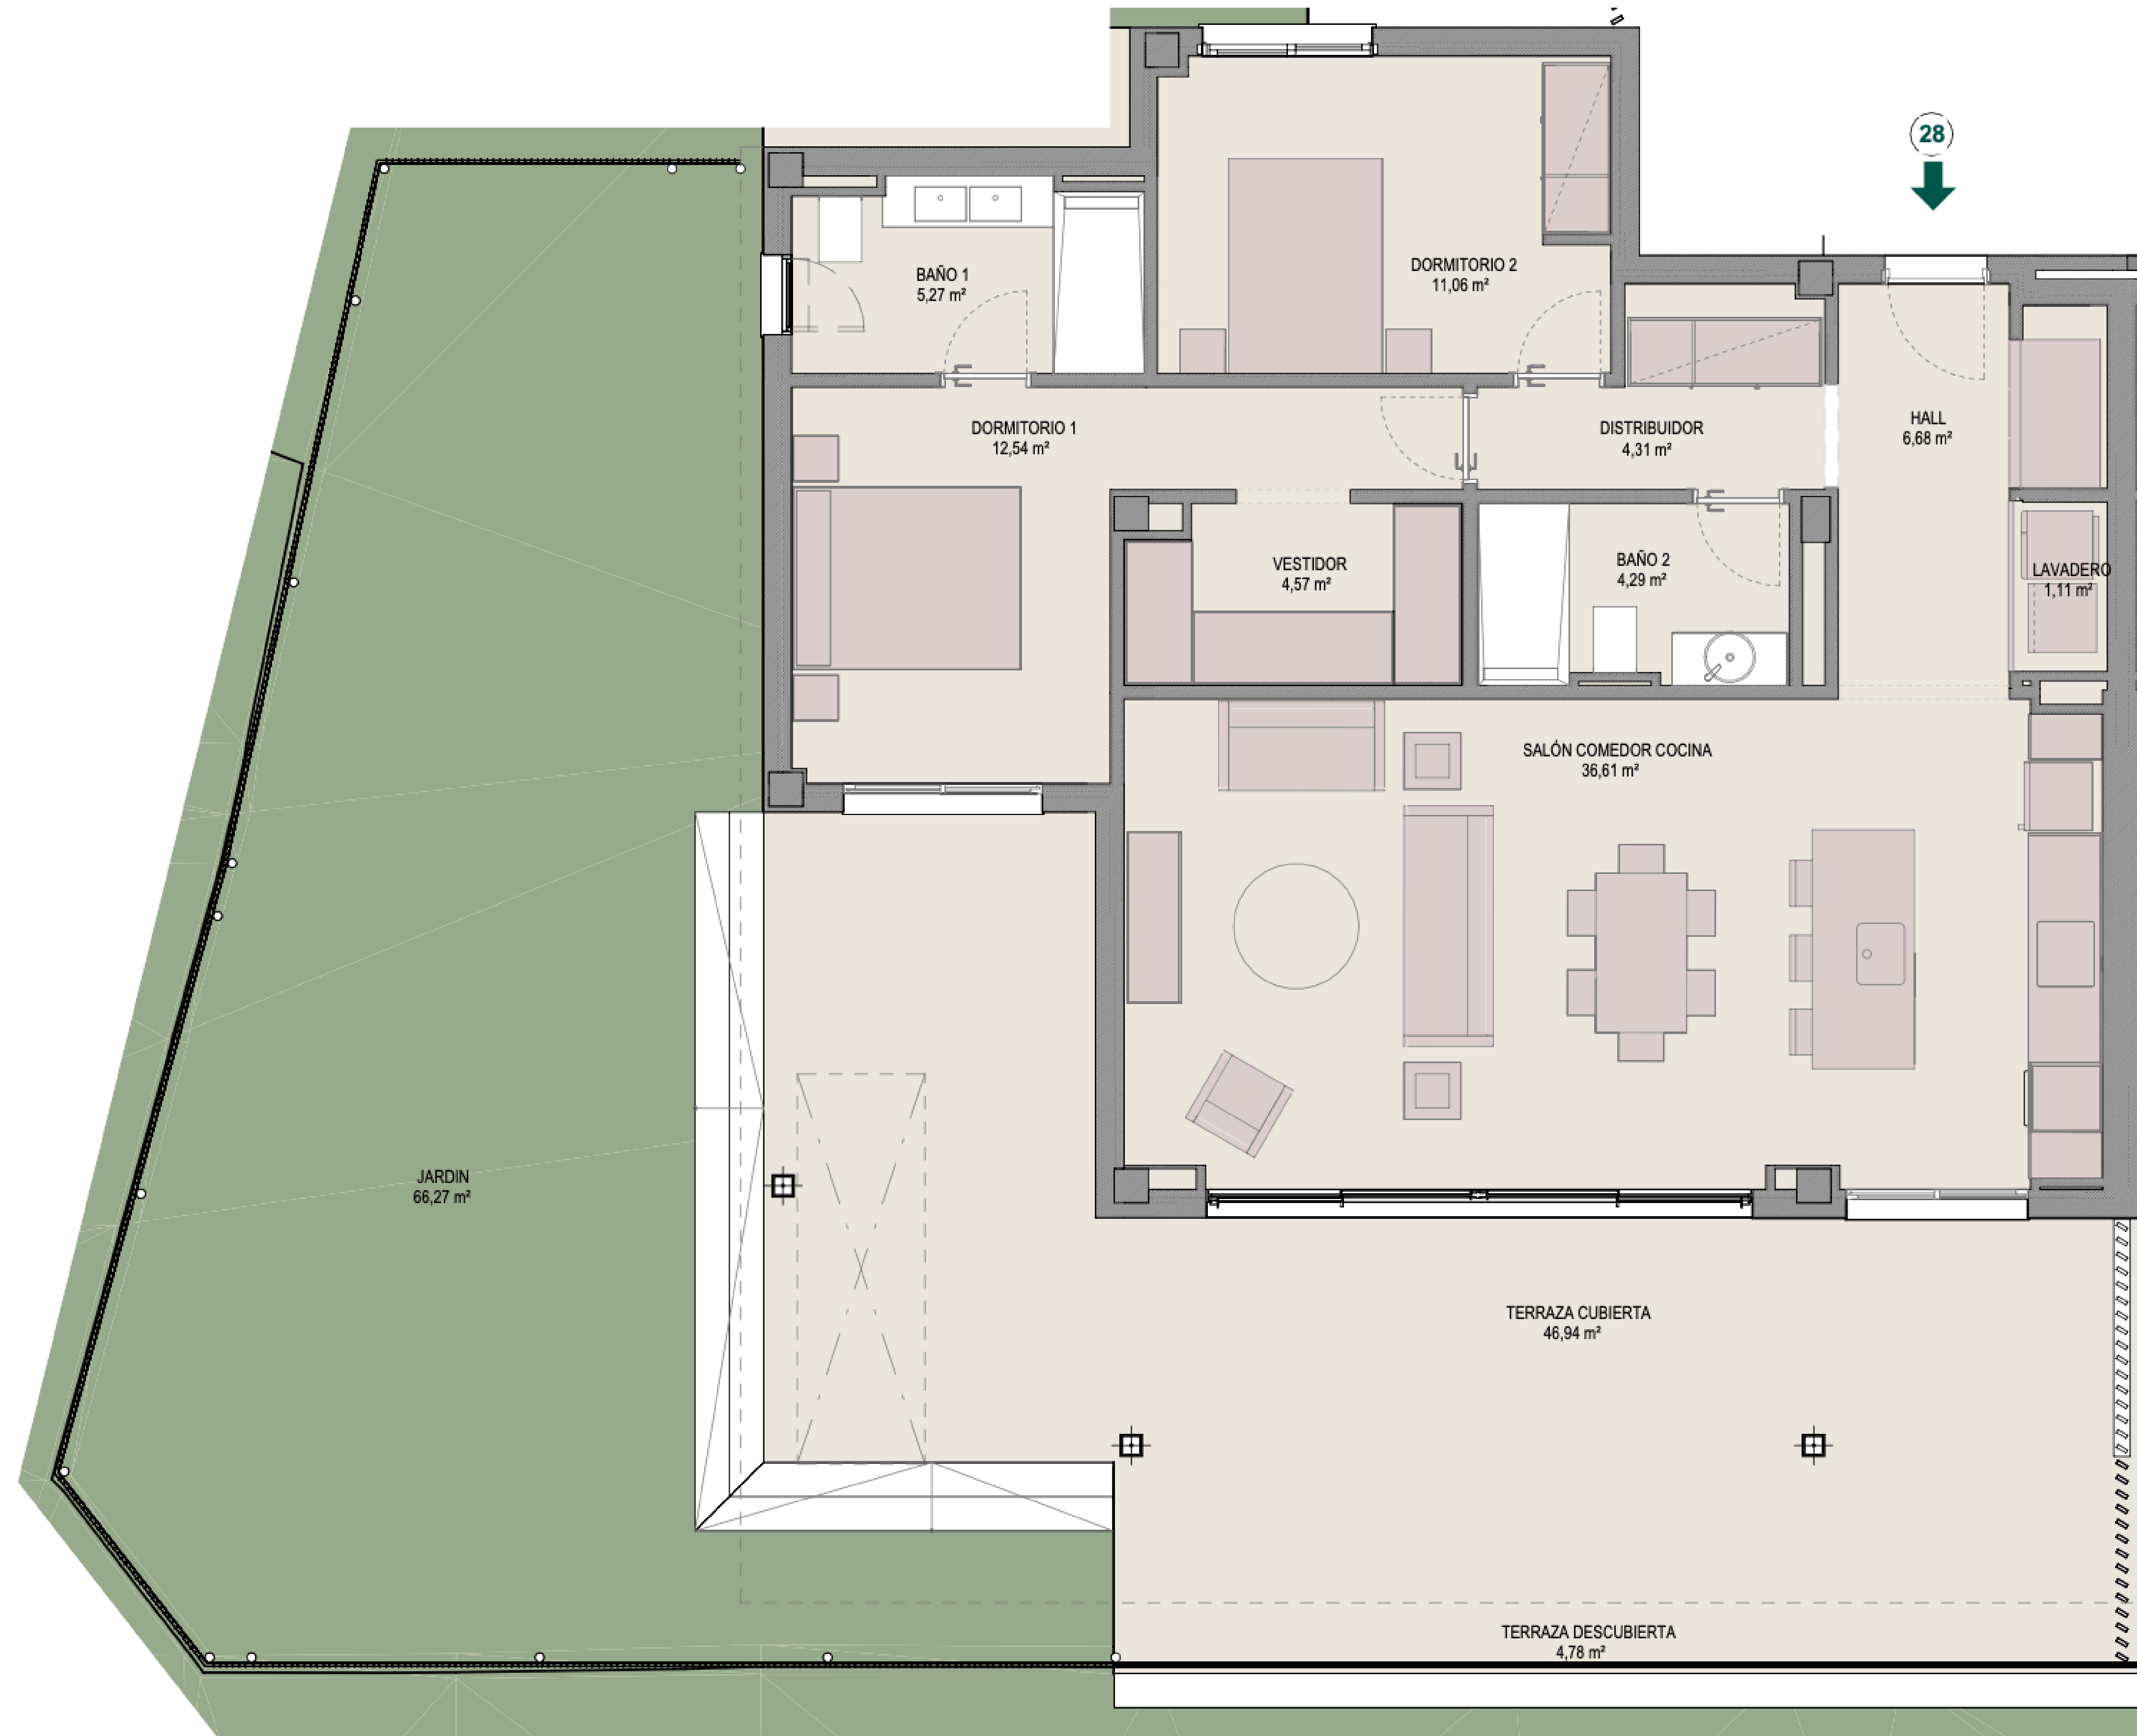 28
DORMITORIO 2
11,06 m²
BAÑO 1
5,27 m²
DORMITORIO 1
12,54 m²
DISTRIBUIDOR
4,31 m²
HALL
6,68 m²
VESTIDOR
4,57 m²
BAÑO 2
4,29 m²
LAVADERO
1,11 m²
SALÓN COMEDOR COCINA
36,61 m²
JARDIN
66,27 m²
TERRAZA CUBIERTA
46,94 m²
TERRAZA DESCUBIERTA
4,78 m²